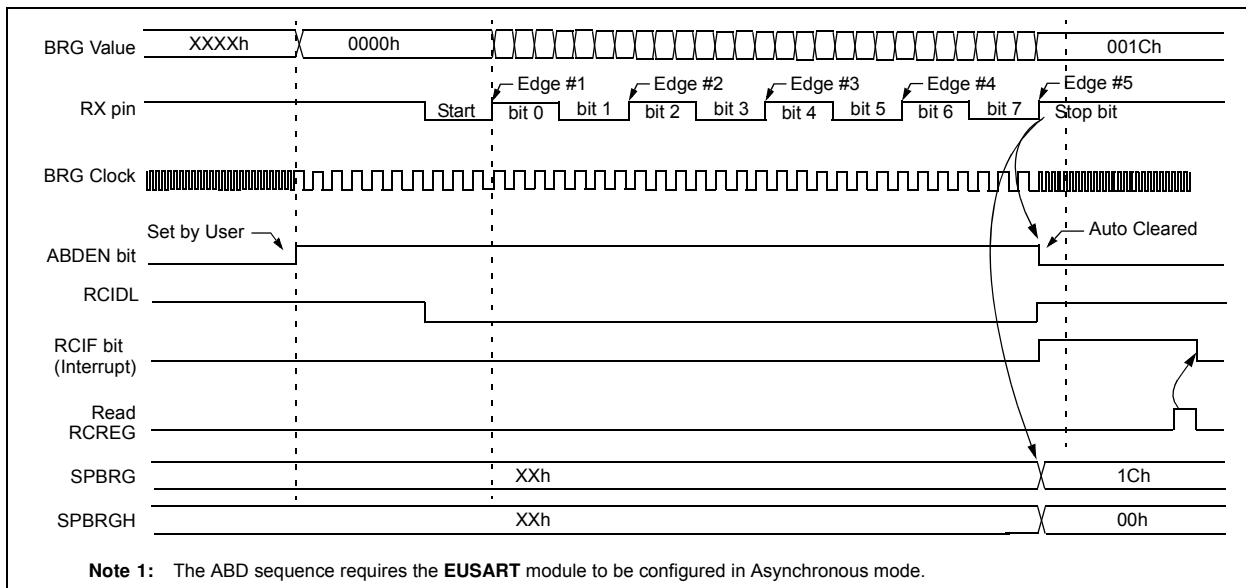 BRG Value XXXXh 0000h 001Ch
Edge #1 Edge #2 Edge #3 Edge #4 Edge #5
RX pin Start bit 0 bit 1 bit 2 bit 3 bit 4 bit 5 bit 6 bit 7 Stop bit
BRG Clock
Set by User Auto Cleared
ABDEN bit
RCIDL
RCIF bit
(Interrupt)
Read
RCREG
SPBRG XXh 1Ch
SPBRGH XXh 00h
Note 1: The ABD sequence requires the EUSART module to be configured in Asynchronous mode.